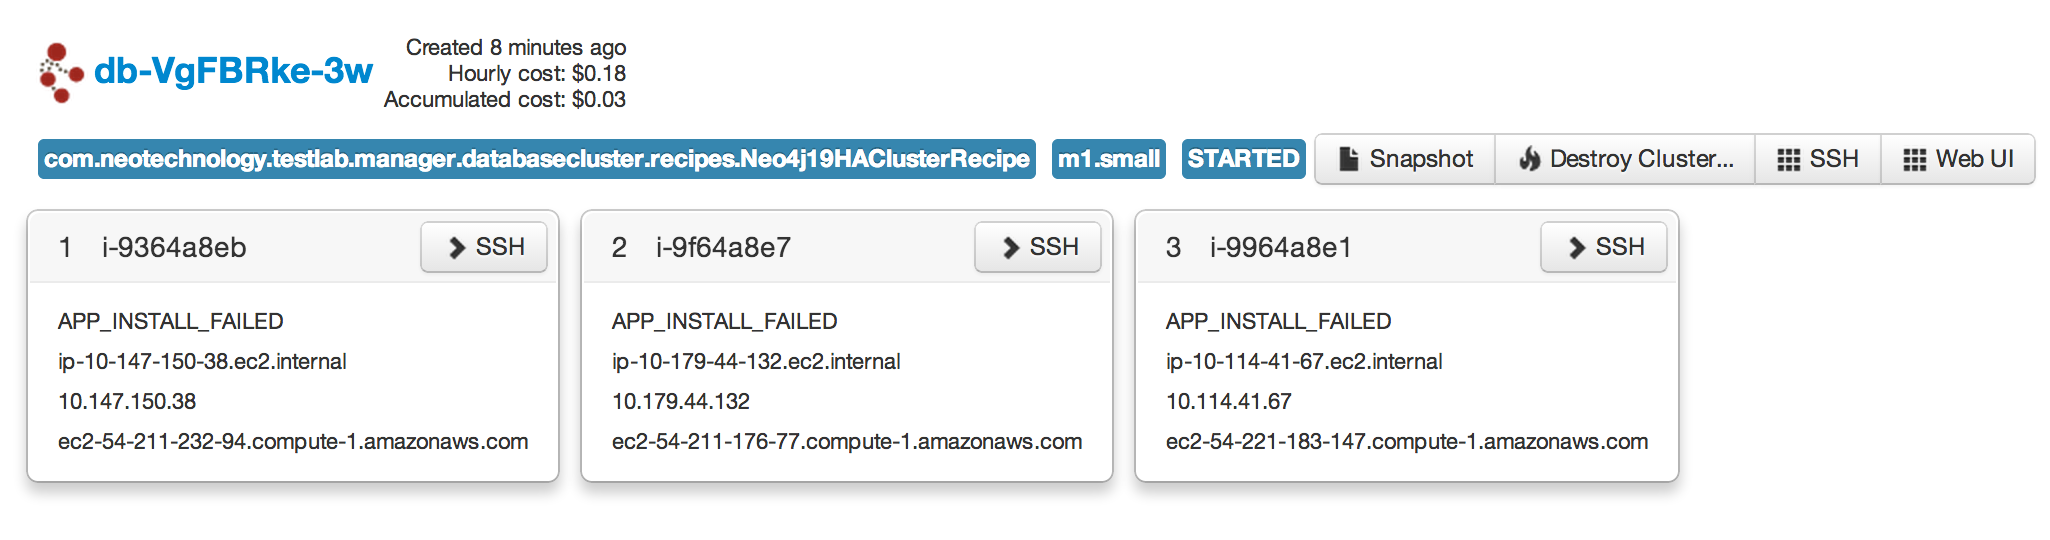 db-VgFBRke-3w
Created 8 minutes ago
Hourly cost: $0.18
Accumulated cost: $0.03
com.neotechnology.testlab.manager.databasecluster.recipes.Neo4j19HAClusterRecipe m1.small STARTED Snapshot Destroy Cluster... SSH Web UI
1 i-9364a8eb SSH
APP_INSTALL_FAILED
ip-10-147-150-38.ec2.internal
10.147.150.38
ec2-54-211-232-94.compute-1.amazonaws.com
2 i-9f64a8e7 SSH
APP_INSTALL_FAILED
ip-10-179-44-132.ec2.internal
10.179.44.132
ec2-54-211-176-77.compute-1.amazonaws.com
3 i-9964a8e1 SSH
APP_INSTALL_FAILED
ip-10-114-41-67.ec2.internal
10.114.41.67
ec2-54-221-183-147.compute-1.amazonaws.com